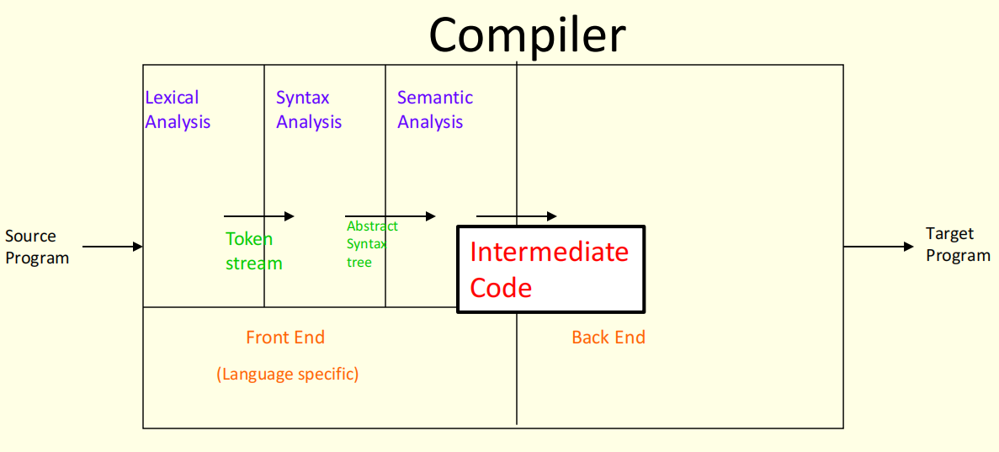 Compiler
Lexical
Analysis
Syntax
Analysis
Semantic
Analysis
Source
Program
Token
stream
Abstract
Syntax
tree
Intermediate
Code
Target
Program
Front End
(Language specific)
Back End